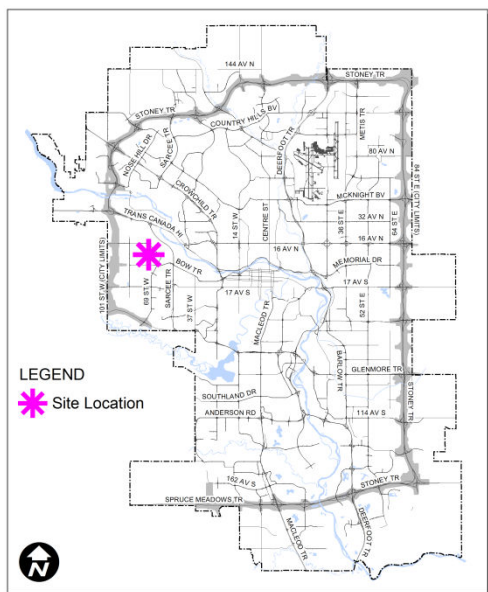 144 AV N
STONEY TR
STONEY TR
COUNTRY HILLS BV
SARCEE TR
NOSE HILL DR
METIS TR
DEERFOOT TR
80 AV N
CROWCHILD TR
MCKNIGHT BV
84 ST E (CITY LIMITS)
TRANS CANADA HI
14 ST W
CENTRE ST
36 ST E
32 AV N
64 ST E
16 AV N
16 AV N
101 ST W (CITY LIMITS)
BOW TR
MEMORIAL DR
69 ST W
SARCEE TR
37 ST W
17 AV S
17 AV S
MACLEOD TR
52 ST E
BARLOW TR
LEGEND
GLENMORE TR
Site Location
SOUTHLAND DR
STONEY TR
ANDERSON RD
114 AV S
162 AV S
STONEY TR
SPRUCE MEADOWS TR
MACLEOD TR
DEERFOOT TR
N